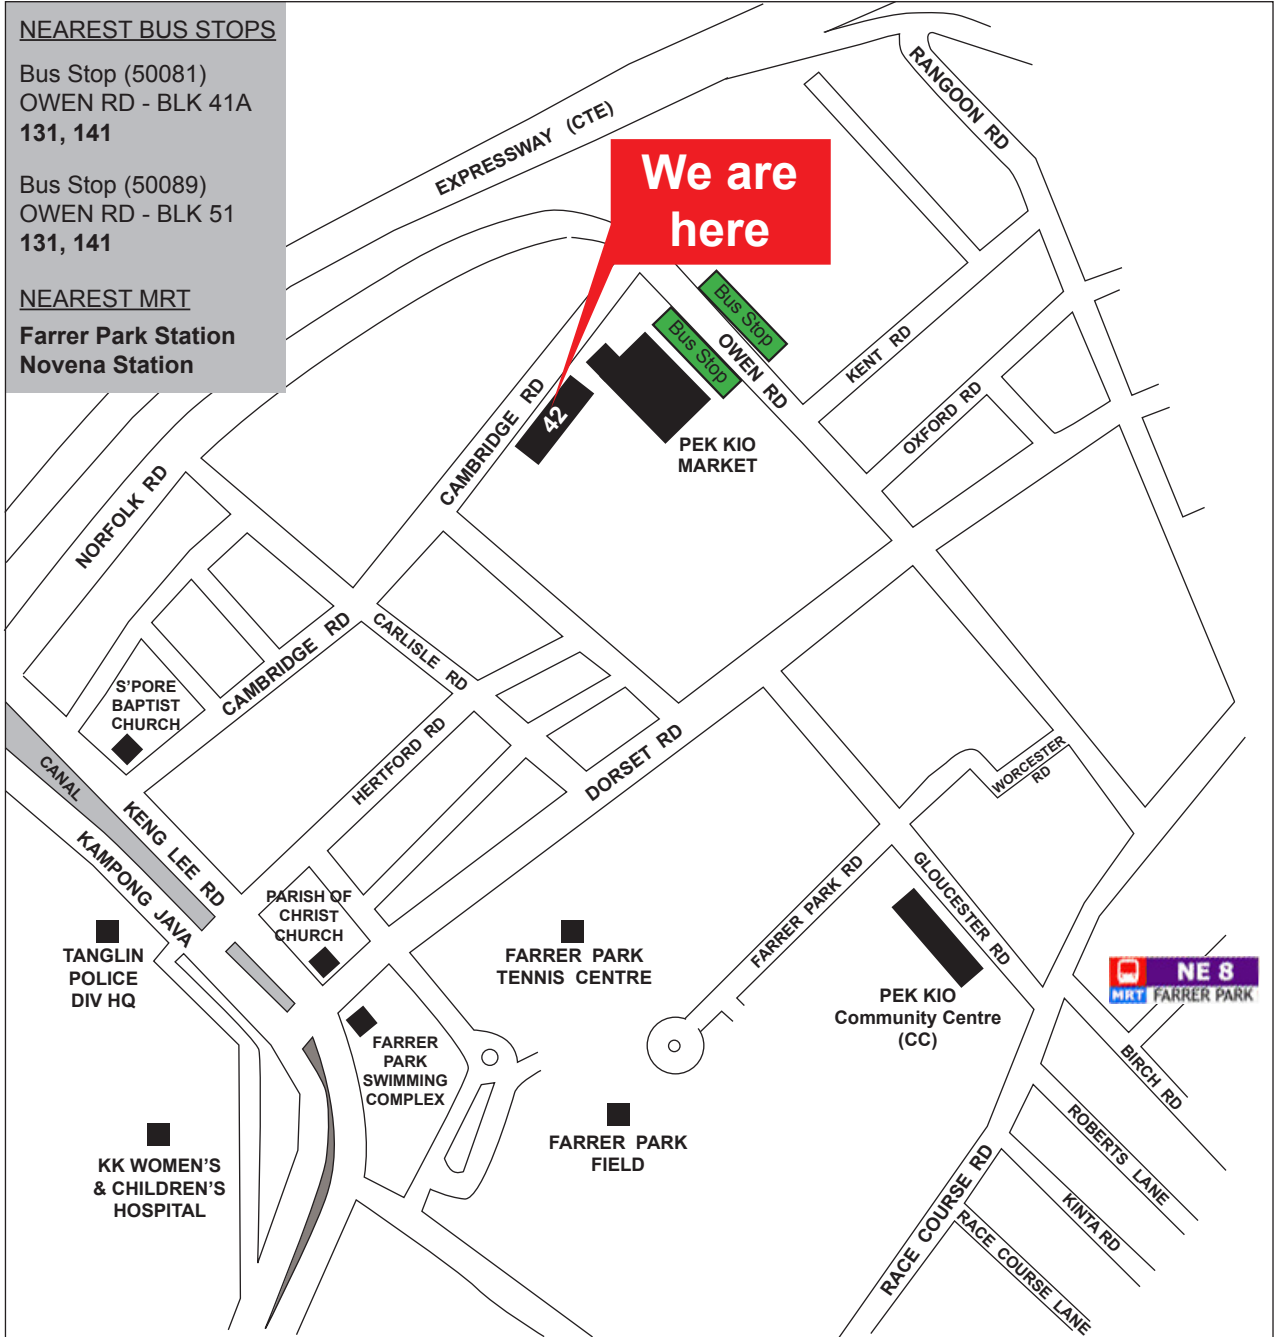 NEAREST BUS STOPS
Bus Stop (50081)
OWEN RD - BLK 41A
131, 141
Bus Stop (50089)
OWEN RD - BLK 51
131, 141
NEAREST MRT
Farrer Park Station
Novena Station
EXPRESSWAY (CTE)
RANGOON RD
We are
here
Bus Stop
Bus Stop
OWEN RD
KENT RD
OXFORD RD
CAMBRIDGE RD
42
PEK KIO
MARKET
NORFOLK RD
CAMBRIDGE RD
CARLISLE RD
S'PORE
BAPTIST
CHURCH
HERTFORD RD
DORSET RD
WORCESTER
RD
CANAL
KENG LEE RD
KAMPONG JAVA
PARISH OF
CHRIST
CHURCH
FARRER PARK RD
GLOUCESTER RD
TANGLIN
POLICE
DIV HQ
FARRER PARK
TENNIS CENTRE
PEK KIO
Community Centre
(CC)
NE 8
MRT FARRER PARK
FARRER
PARK
SWIMMING
COMPLEX
BIRCH RD
FARRER PARK
FIELD
ROBERTS LANE
KK WOMEN'S
& CHILDREN'S
HOSPITAL
KINTA RD
RACE COURSE RD
RACE COURSE LANE